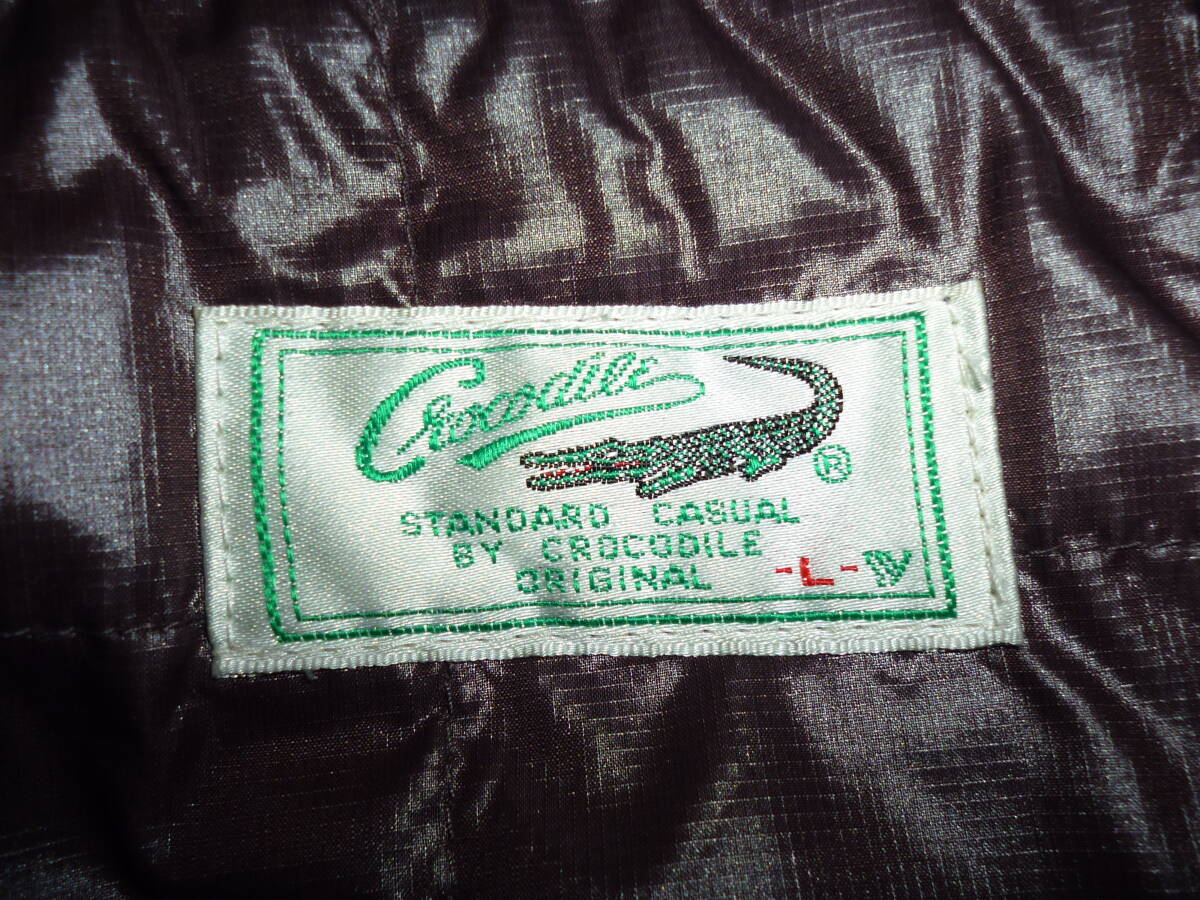 Crocodile
®
STANDARD CASUAL
BY CROCODILE
ORIGINAL -L-